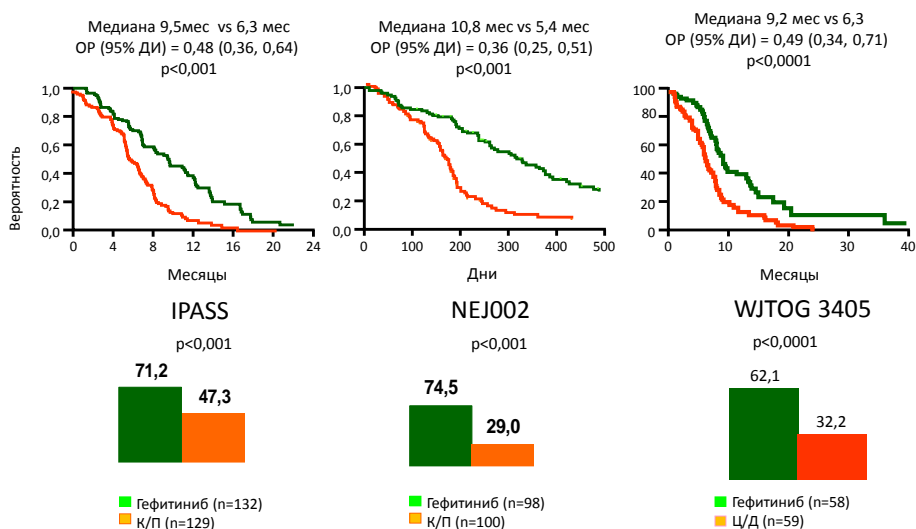 Медиана 9,5мес vs 6,3 мес
ОР (95% ДИ) = 0,48 (0,36, 0,64)
p<0,001
Медиана 10,8 мес vs 5,4 мес
ОР (95% ДИ) = 0,36 (0,25, 0,51)
p<0,001
Медиана 9,2 мес vs 6,3
ОР (95% ДИ) = 0,49 (0,34, 0,71)
p<0,0001
Вероятность
1,0
0,8
0,6
0,4
0,2
0,0
0 4 8 12 16 20 24
Месяцы
1,0
0,8
0,6
0,4
0,2
0,0
0 100 200 300 400 500
Дни
100
80
60
40
20
0
0 10 20 30 40
Месяцы
IPASS
NEJ002
WJTOG 3405
p<0,001
p<0,001
p<0,0001
71,2
47,3
74,5
29,0
62,1
32,2
Гефитиниб (n=132)
К/П (n=129)
Гефитиниб (n=98)
К/П (n=100)
Гефитиниб (n=58)
Ц/Д (n=59)